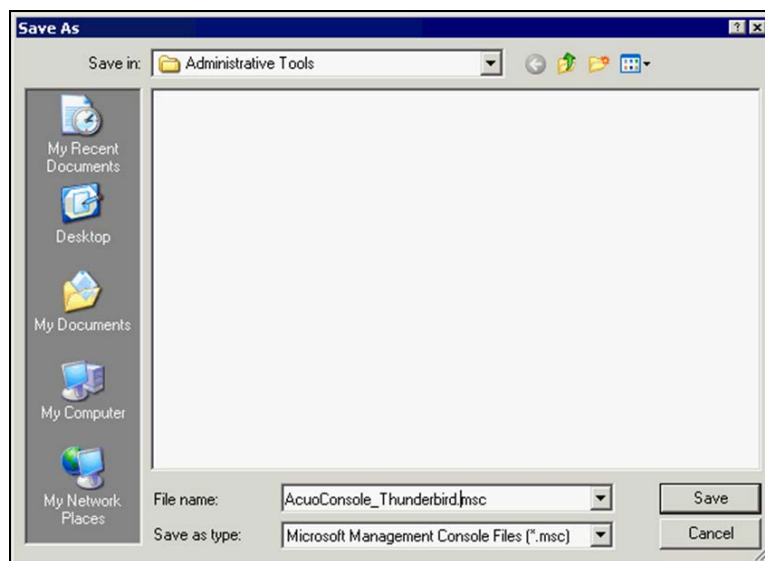 Save As
Save in:
Administrative Tools
My Recent
Documents
Desktop
My Documents
My Computer
My Network
Places
File name:
AcuoConsole_Thunderbird.msc
Save
Save as type:
Microsoft Management Console Files (*.msc)
Cancel